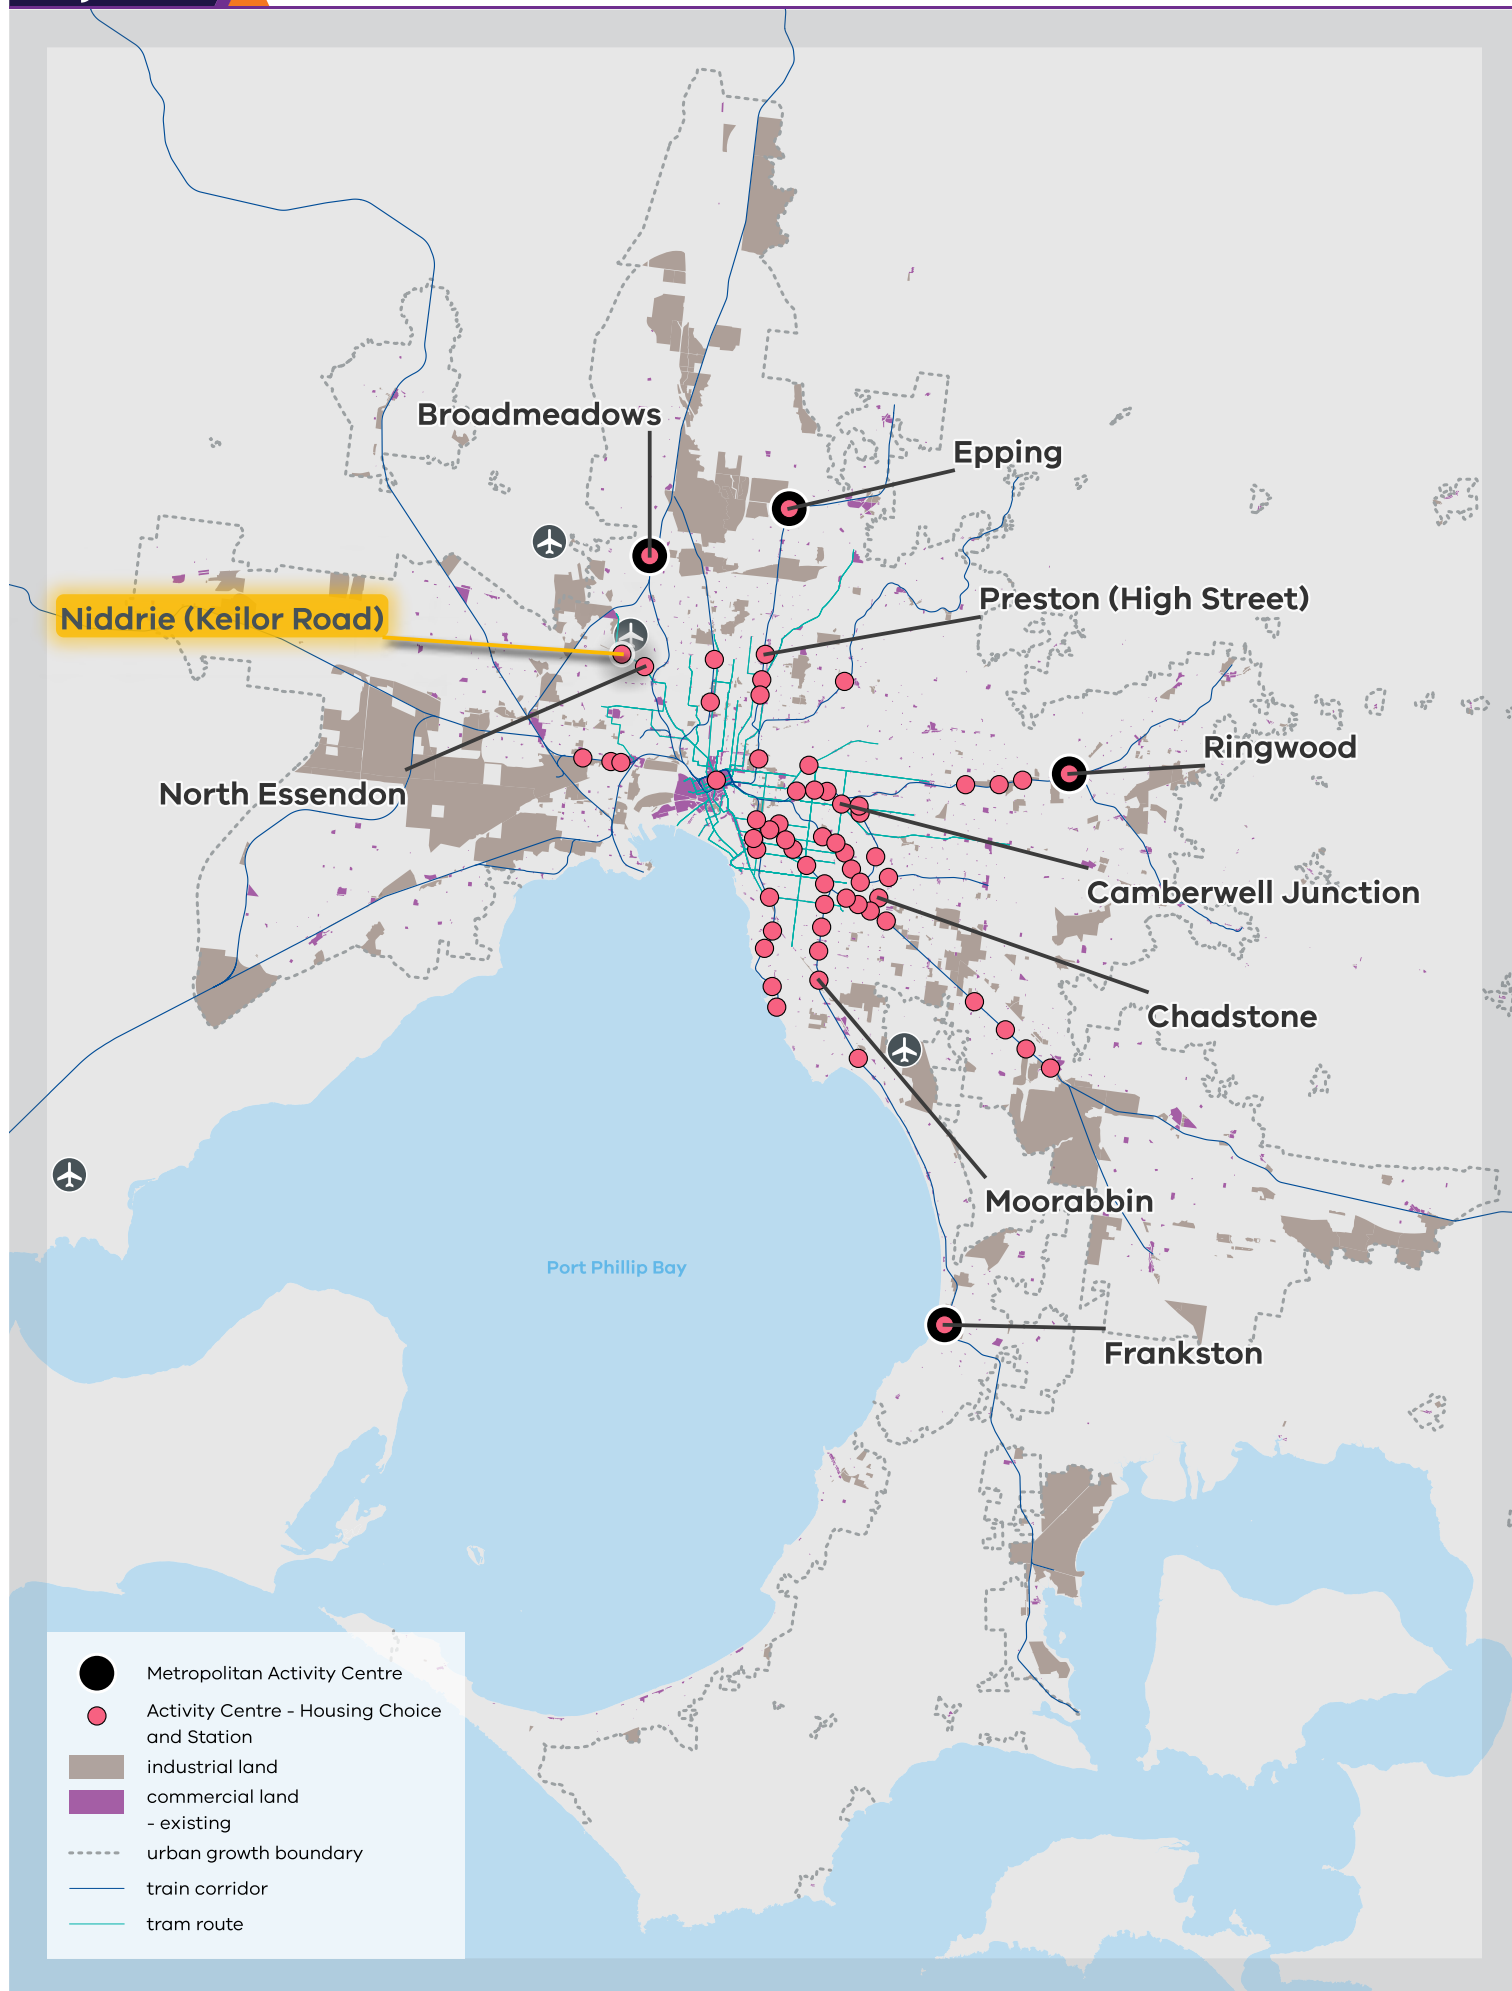 Broadmeadows
Epping
Preston (High Street)
Niddrie (Keilor Road)
Ringwood
North Essendon
Camberwell Junction
Chadstone
Moorabbin
Port Phillip Bay
Frankston
Metropolitan Activity Centre
Activity Centre - Housing Choice
and Station
industrial land
commercial land
- existing
urban growth boundary
train corridor
tram route